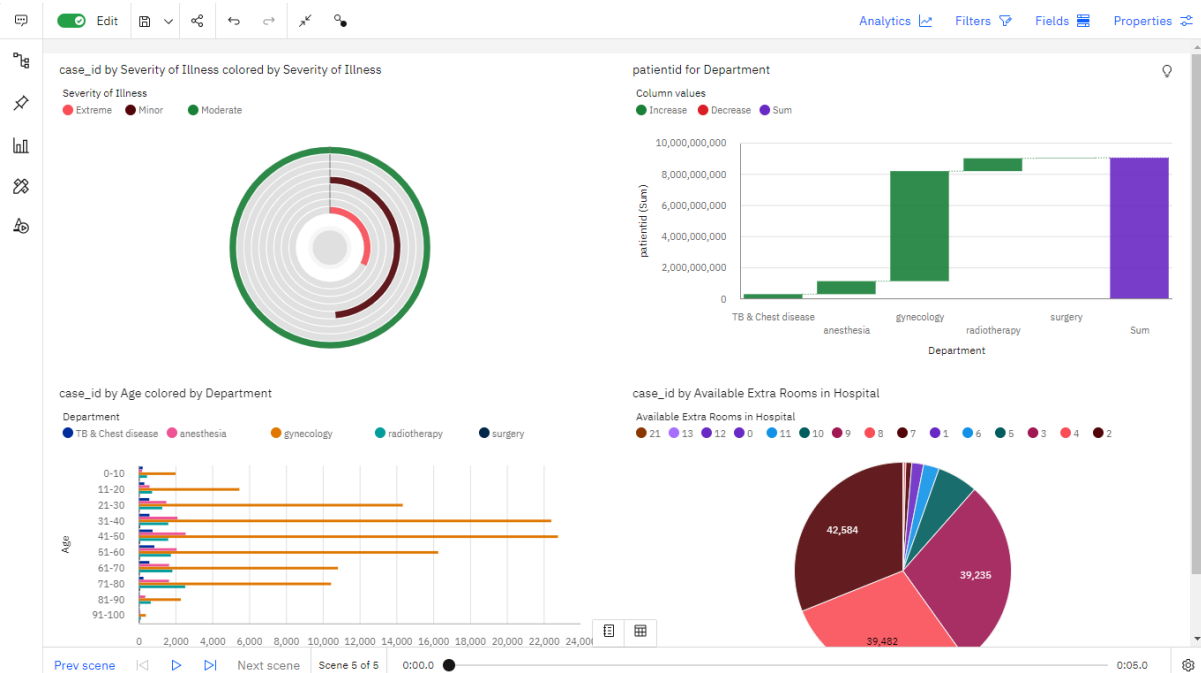 Edit
Analytics
Filters
Fields
Properties
case_id by Severity of Illness colored by Severity of Illness
Severity of Illness
Extreme Minor Moderate
patientid for Department
Column values
Increase Decrease Sum
10,000,000,000
8,000,000,000
6,000,000,000
4,000,000,000
2,000,000,000
0
patientid (Sum)
TB & Chest disease anesthesia gynecology radiotherapy surgery Sum
Department
case_id by Age colored by Department
Department
TB & Chest disease anesthesia gynecology radiotherapy surgery
Age
0-10
11-20
21-30
31-40
41-50
51-60
61-70
71-80
81-90
91-100
0 2,000 4,000 6,000 8,000 10,000 12,000 14,000 16,000 18,000 20,000 22,000
case_id by Available Extra Rooms in Hospital
Available Extra Rooms in Hospital
21 13 12 0 11 10 9 8 7 1 6 5 3 4 2
42,584
39,235
39,482
Prev scene
Next scene
Scene 5 of 5
0:00.0
0:05.0